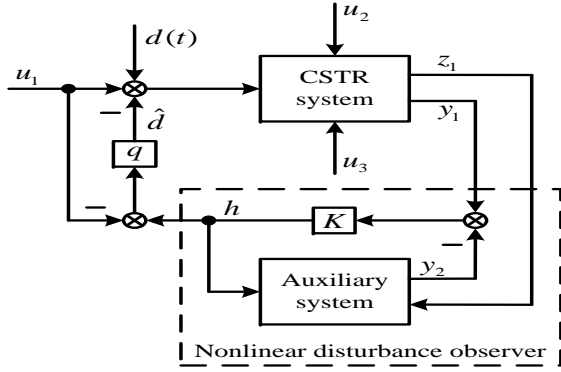 u₂
d(t)
u₁
CSTR
system
z₁
y₁
−
d̂
q
u₃
−
h
K
−
Auxiliary
system
y₂
Nonlinear disturbance observer